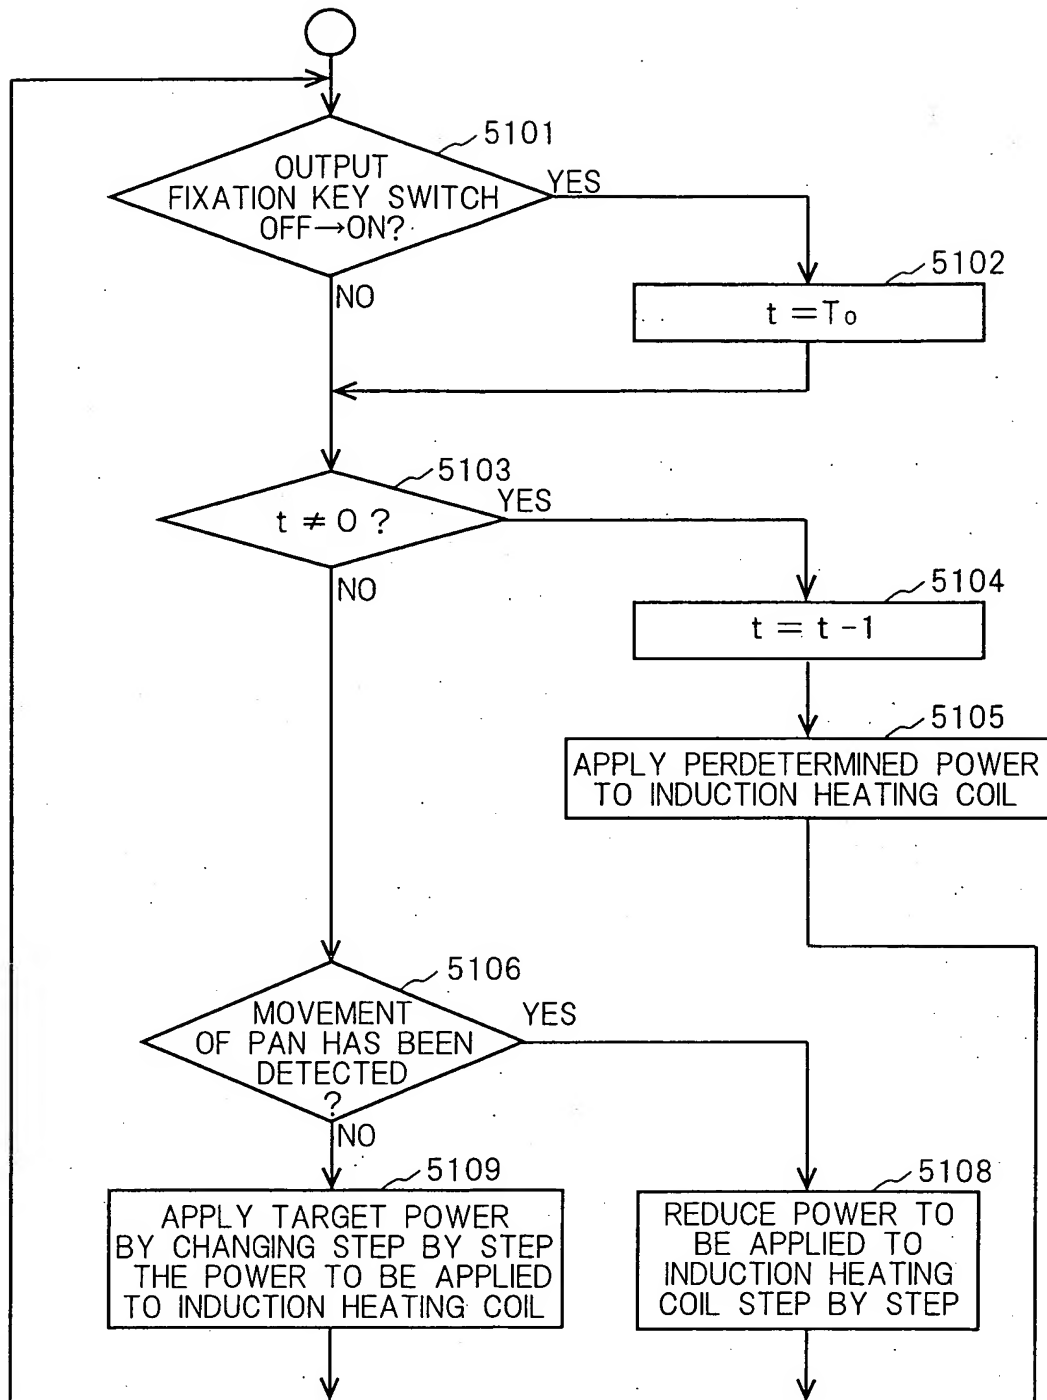 5101
OUTPUT
FIXATION KEY SWITCH
OFF→ON?
YES
NO
5102
t = To
5103
t ≠ 0 ?
YES
NO
5104
t = t -1
5105
APPLY PERDETERMINED POWER
TO INDUCTION HEATING COIL
5106
MOVEMENT
OF PAN HAS BEEN
DETECTED
?
YES
NO
5109
APPLY TARGET POWER
BY CHANGING STEP BY STEP
THE POWER TO BE APPLIED
TO INDUCTION HEATING COIL
5108
REDUCE POWER TO
BE APPLIED TO
INDUCTION HEATING
COIL STEP BY STEP